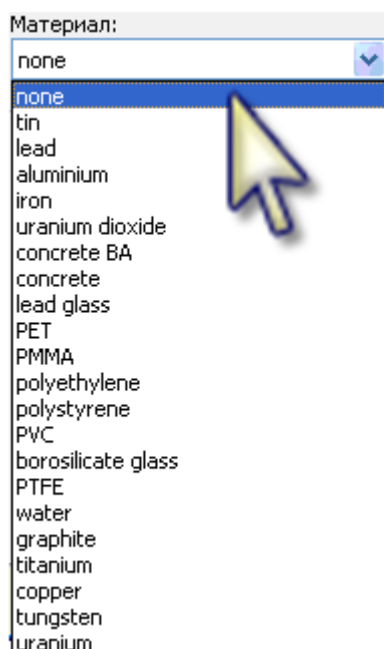 Материал:
none
none
tin
lead
aluminium
iron
uranium dioxide
concrete BA
concrete
lead glass
PET
PMMA
polyethylene
polystyrene
PVC
borosilicate glass
PTFE
water
graphite
titanium
copper
tungsten
uranium